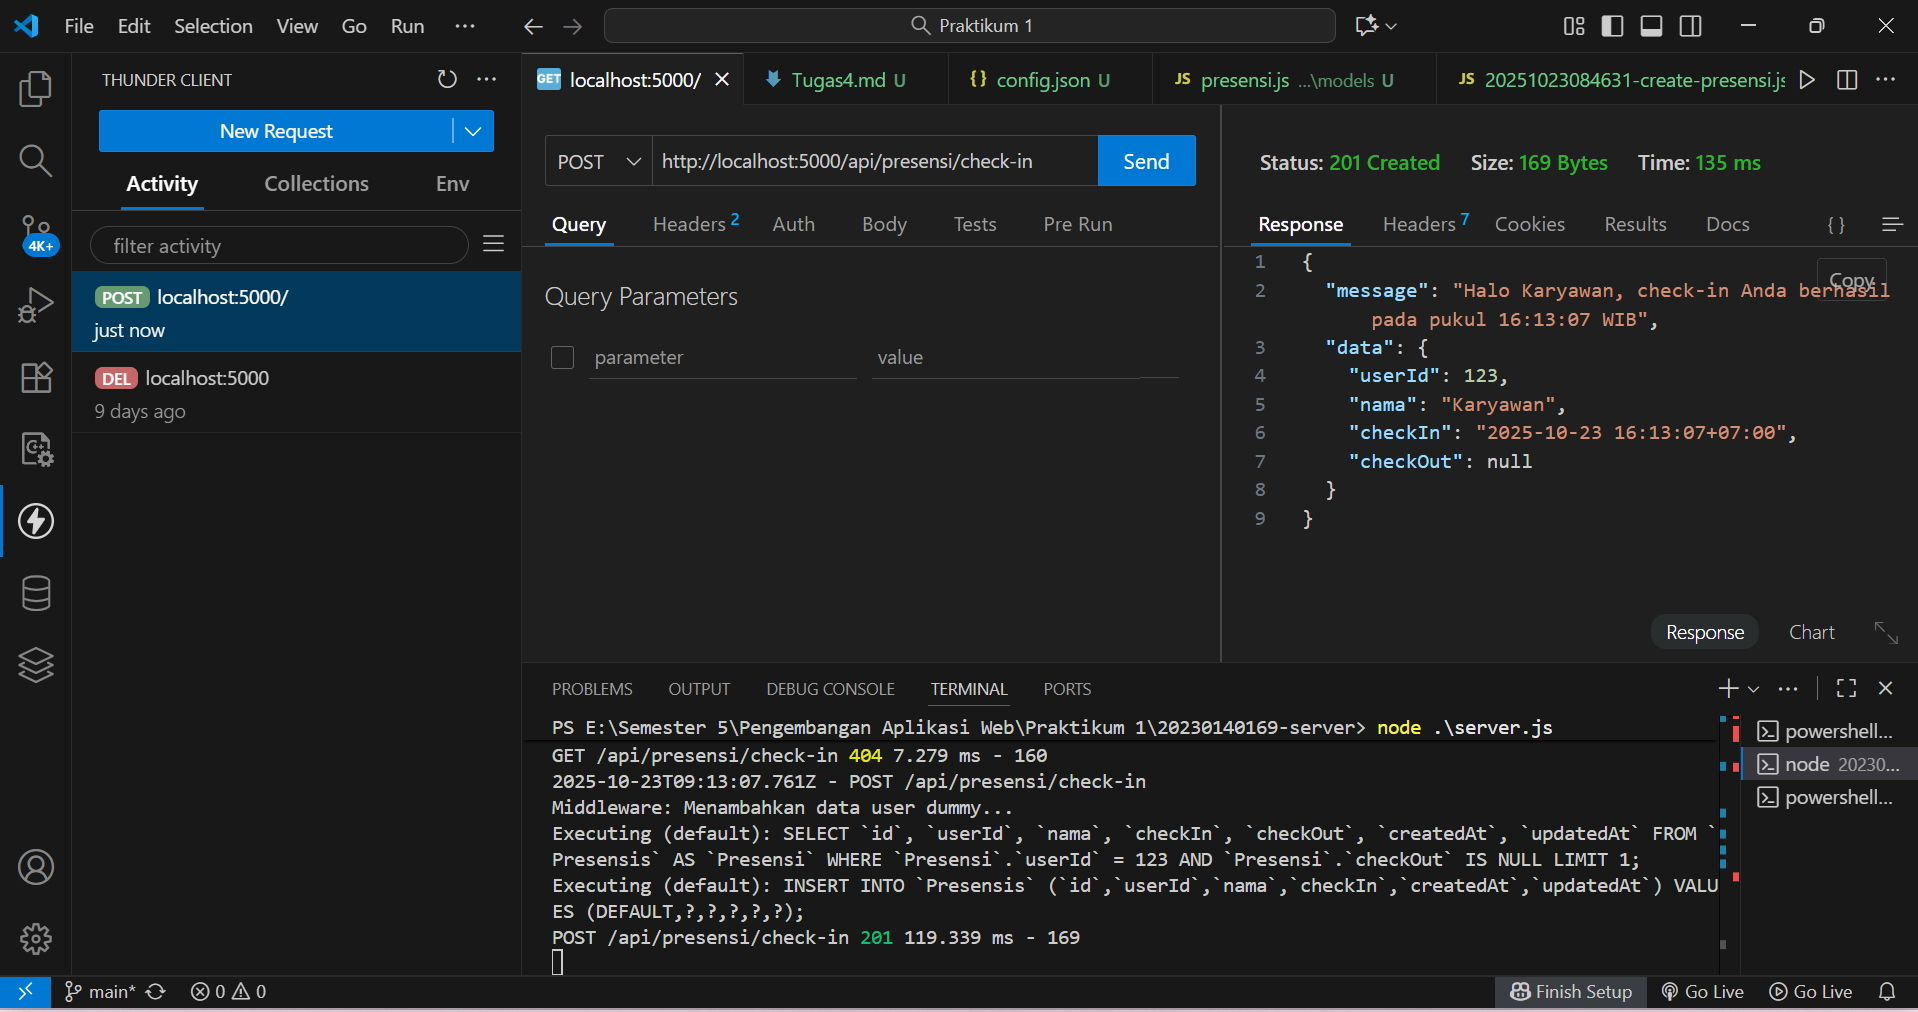 File Edit Selection View Go Run ...
Praktikum 1
THUNDER CLIENT
New Request
Activity Collections Env
filter activity
POST localhost:5000/
just now
DEL localhost:5000
9 days ago
4K+
GET localhost:5000/
Tugas4.md U
{} config.json U
JS presensi.js ...\models U
JS 20251023084631-create-presensi.js
POST http://localhost:5000/api/presensi/check-in Send
Query Headers 2 Auth Body Tests Pre Run
Query Parameters
parameter value
Status: 201 Created Size: 169 Bytes Time: 135 ms
Response Headers 7 Cookies Results Docs {}
Copy
1 {
2 "message": "Halo Karyawan, check-in Anda berhasil
pada pukul 16:13:07 WIB",
3 "data": {
4 "userId": 123,
5 "nama": "Karyawan",
6 "checkIn": "2025-10-23 16:13:07+07:00",
7 "checkOut": null
8 }
9 }
Response Chart
PROBLEMS OUTPUT DEBUG CONSOLE TERMINAL PORTS
PS E:\Semester 5\Pengembangan Aplikasi Web\Praktikum 1\20230140169-server> node .\server.js
GET /api/presensi/check-in 404 7.279 ms - 160
2025-10-23T09:13:07.761Z - POST /api/presensi/check-in
Middleware: Menambahkan data user dummy...
Executing (default): SELECT `id`, `userId`, `nama`, `checkIn`, `checkOut`, `createdAt`, `updatedAt` FROM `
Presensis` AS `Presensi` WHERE `Presensi`.`userId` = 123 AND `Presensi`.`checkOut` IS NULL LIMIT 1;
Executing (default): INSERT INTO `Presensis` (`id`,`userId`,`nama`,`checkIn`,`createdAt`,`updatedAt`) VALU
ES (DEFAULT,?,?,?,?,?);
POST /api/presensi/check-in 201 119.339 ms - 169
powershell...
node 20230...
powershell...
main* 0 0
Finish Setup Go Live Go Live